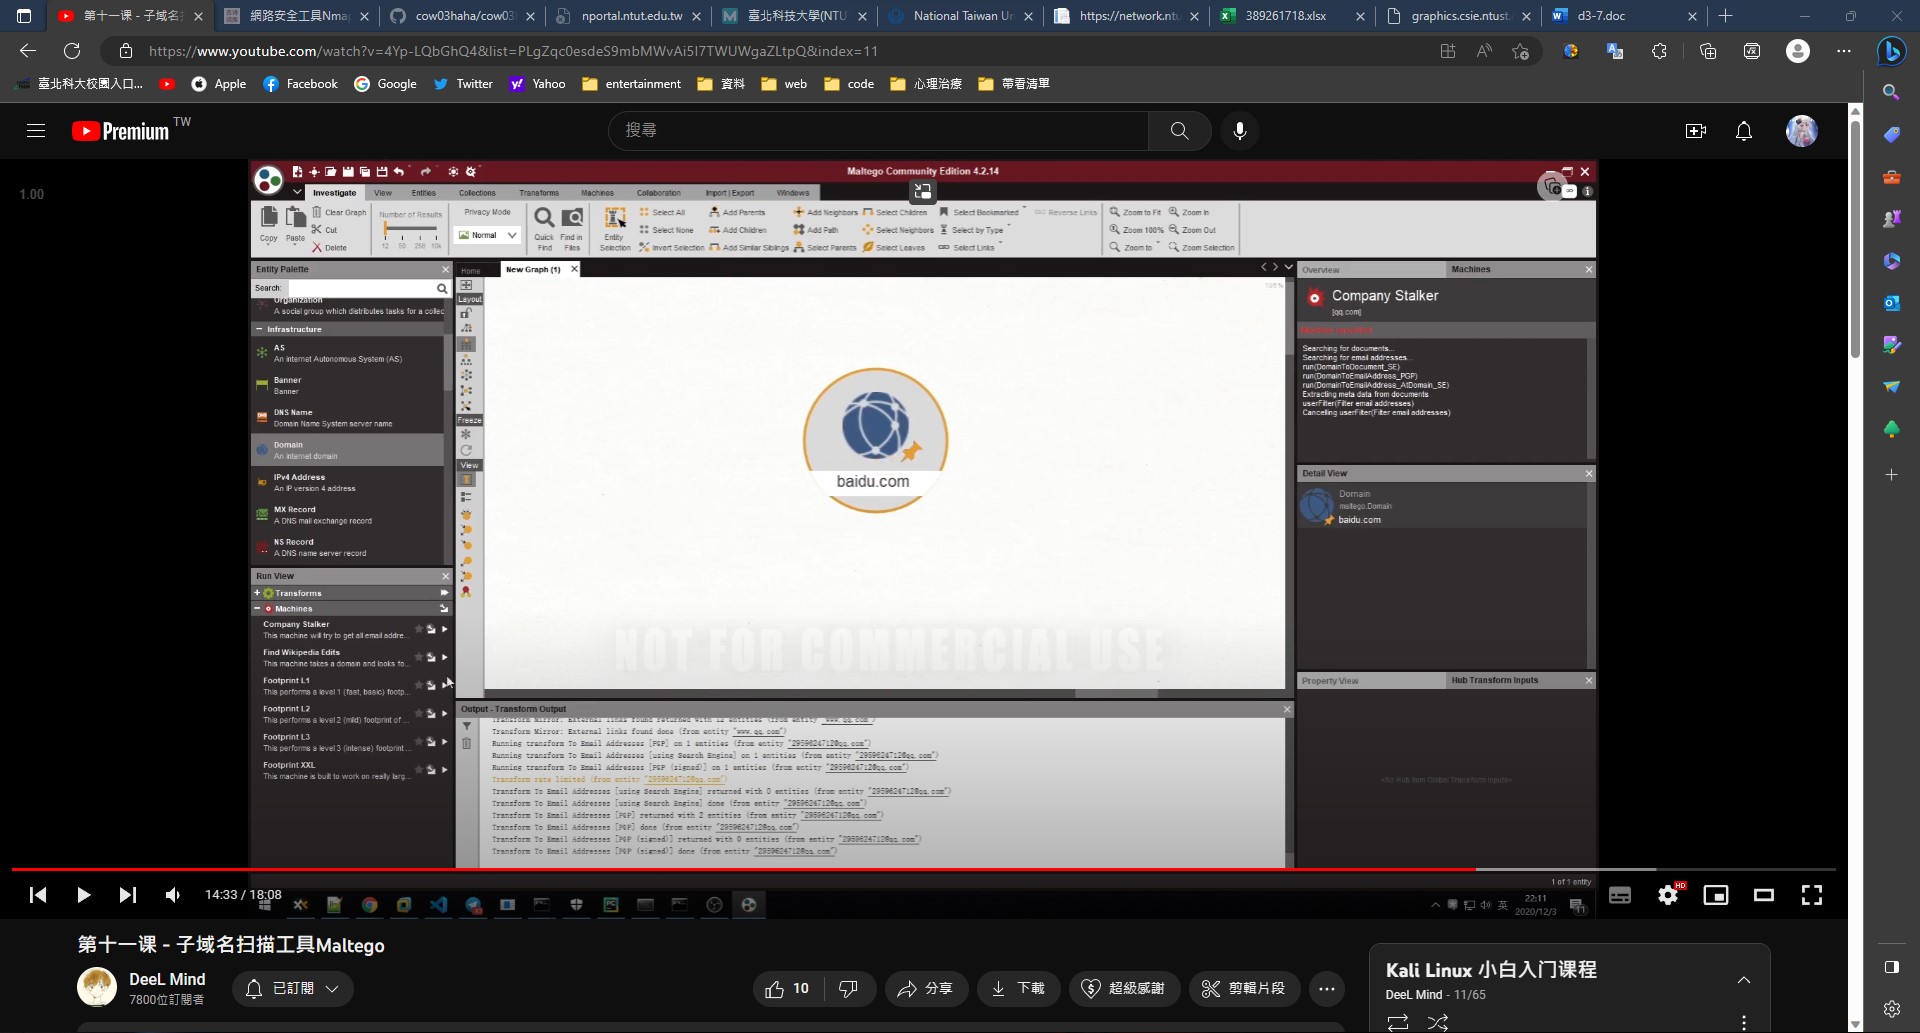 第十一课 - 子域名
網路安全工具Nma
cow03haha/cow03
nportal.ntut.edu.tw
臺北科技大學(NTU
National Taiwan Un
https://network.ntu
389261718.xlsx
graphics.csie.ntust.
d3-7.doc
https://www.youtube.com/watch?v=4Yp-LQbGhQ4&list=PLgZqc0esdeS9mbMWvAi5I7TWUWgaZLtpQ&index=11
臺北科大校園入口...
Apple
Facebook
Google
Twitter
Yahoo
entertainment
資料
web
code
心理治療
帶看清單
Premium TW
搜尋
1.00
Maltego Community Edition 4.2.14
Investigate View Entities Collections Transforms Machines Collaboration Import | Export Windows
Copy
Paste
Clear Graph
Cut
Delete
Number of Results
12 50 256 10k
Privacy Mode
Normal
Quick Find
Find in Files
Entity Selection
Select All
Select None
Invert Selection
Add Parents
Add Children
Add Similar Siblings
Add Neighbors
Add Path
Select Parents
Select Children
Select Neighbors
Select Leaves
Select Bookmarked
Select by Type
Select Links
Reverse Links
Zoom to Fit
Zoom 100%
Zoom to
Zoom In
Zoom Out
Zoom Selection
Entity Palette
Search:
Organization
A social group which distributes tasks for a collec
Infrastructure
AS
An internet Autonomous System (AS)
Banner
Banner
DNS Name
Domain Name System server name
Domain
An internet domain
IPv4 Address
An IP version 4 address
MX Record
A DNS mail exchange record
NS Record
A DNS name server record
Run View
Transforms
Machines
Company Stalker
This machine will try to get all email addre...
Find Wikipedia Edits
This machine takes a domain and looks fo...
Footprint L1
This performs a level 1 (fast, basic) footp...
Footprint L2
This performs a level 2 (mild) footprint of ...
Footprint L3
This performs a level 3 (intense) footprint ...
Footprint XXL
This machine is built to work on really larg...
Home
New Graph (1)
Layout
Freeze
View
baidu.com
NOT FOR COMMERCIAL USE
Output - Transform Output
Transform Mirror: External links found returned with 12 entities (from entity "www.qq.com")
Transform Mirror: External links found done (from entity "www.qq.com")
Running transform To Email Addresses [PGP] on 1 entities (from entity "2959624712@qq.com")
Running transform To Email Addresses [using Search Engine] on 1 entities (from entity "2959624712@qq.com")
Running transform To Email Addresses [PGP (signed)] on 1 entities (from entity "2959624712@qq.com")
Transform rate limited (from entity "2959624712@qq.com")
Transform To Email Addresses [using Search Engine] returned with 0 entities (from entity "2959624712@qq.com")
Transform To Email Addresses [using Search Engine] done (from entity "2959624712@qq.com")
Transform To Email Addresses [PGP] returned with 2 entities (from entity "2959624712@qq.com")
Transform To Email Addresses [PGP] done (from entity "2959624712@qq.com")
Transform To Email Addresses [PGP (signed)] returned with 0 entities (from entity "2959624712@qq.com")
Transform To Email Addresses [PGP (signed)] done (from entity "2959624712@qq.com")
Overview
Machines
Company Stalker
[qq.com]
Searching for documents...
Searching for email addresses...
run(DomainToDocument_SE)
run(DomainToEmailAddress_PGP)
run(DomainToEmailAddress_AtDomain_SE)
Extracting meta data from documents
userFilter(Filter email addresses)
Cancelling userFilter(Filter email addresses)
Detail View
Domain
maltego.Domain
baidu.com
Property View
Hub Transform Inputs
1 of 1 entity
14:33 / 18:08
HD
英
22:11
2020/12/3
11
第十一课 - 子域名扫描工具Maltego
DeeL Mind
7800位訂閱者
已訂閱
10
分享
下載
超級感謝
剪輯片段
Kali Linux 小白入门课程
DeeL Mind - 11/65